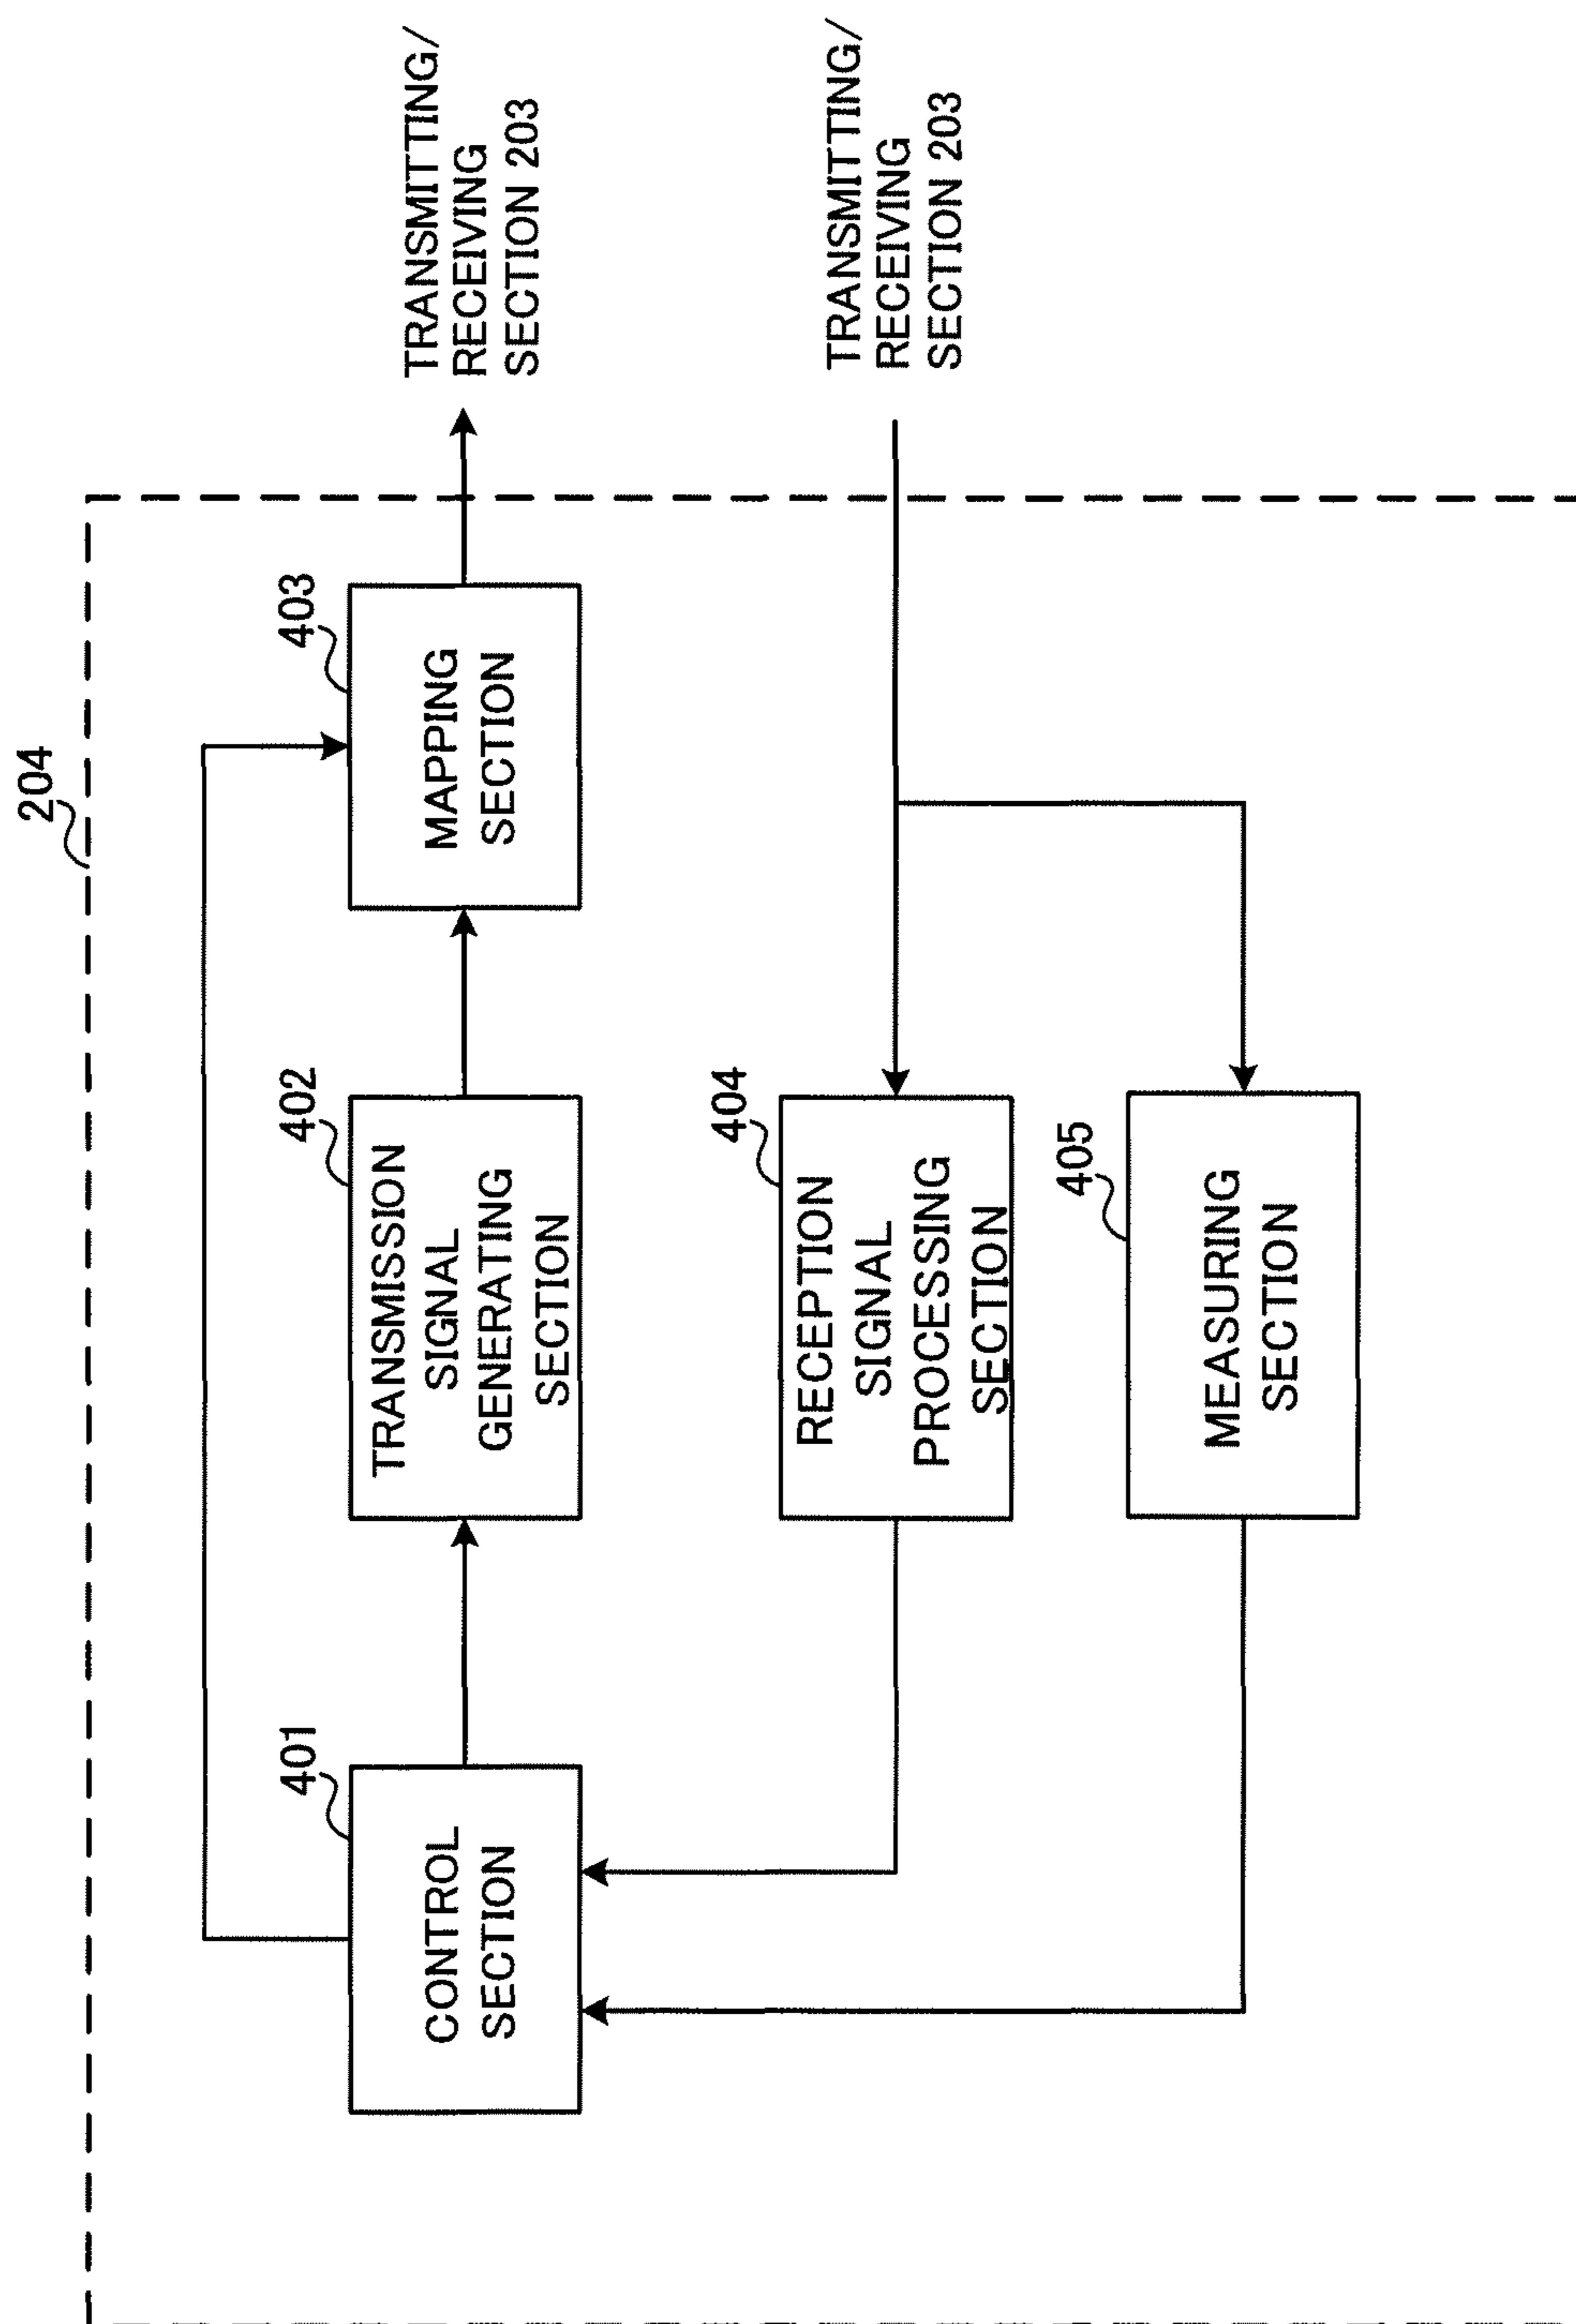 204
401
CONTROL
SECTION
402
TRANSMISSION
SIGNAL
GENERATING
SECTION
403
MAPPING
SECTION
TRANSMITTING/
RECEIVING
SECTION 203
404
RECEPTION
SIGNAL
PROCESSING
SECTION
TRANSMITTING/
RECEIVING
SECTION 203
405
MEASURING
SECTION